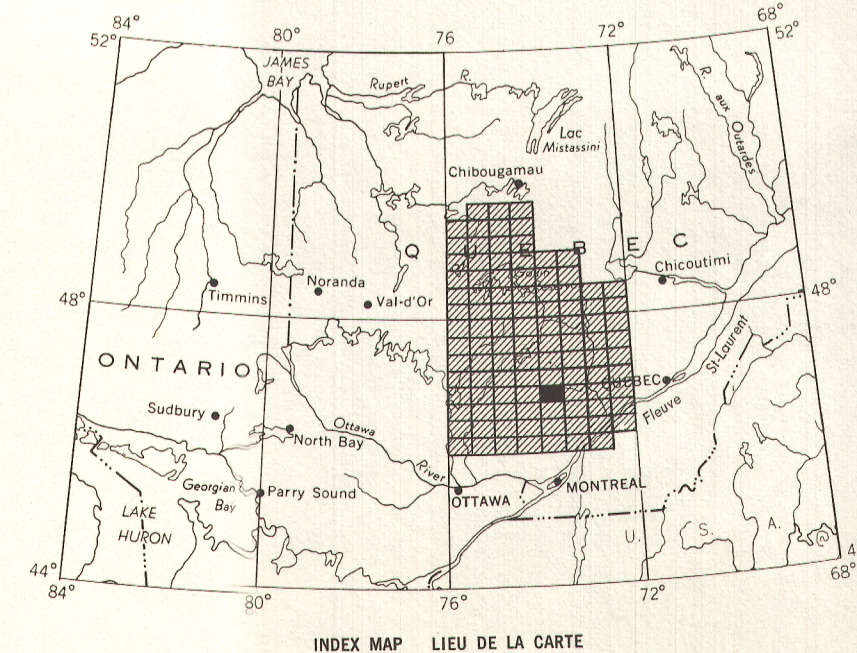 84° 80° 76 72° 68°
52° 52°
JAMES
BAY
Rupert R.
R. aux Outardes
Lac
Mistassini
Chibougamau
Q U E B E C
Gouin
Chicoutimi
Timmins
Noranda
Val-d'Or
48° 48°
ONTARIO
St-Laurent
QUEBEC
Fleuve
Sudbury
Ottawa
North Bay
River
Georgian
Bay
Parry Sound
OTTAWA
MONTREAL
LAKE
HURON
U. S. A.
44° 4
84° 80° 76° 72° 68°
INDEX MAP LIEU DE LA CARTE